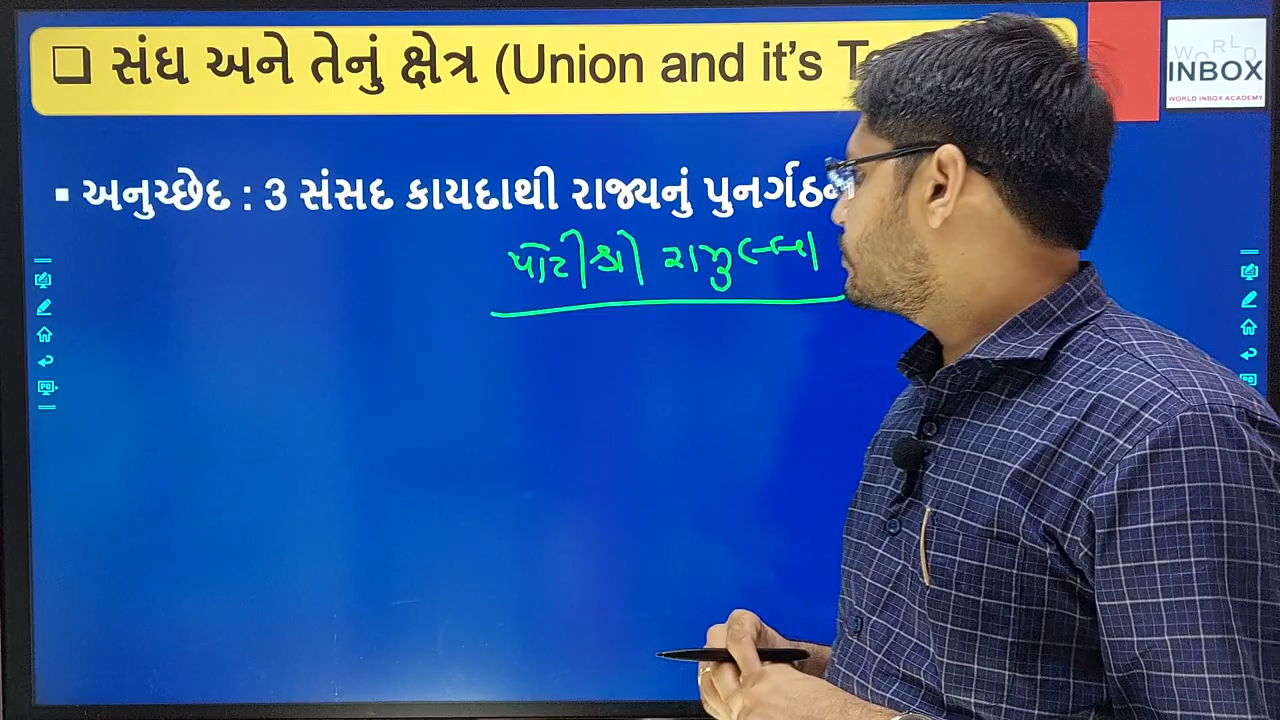 ❑ સંઘ અને તેનું ક્ષેત્ર (Union and it's
WORLD
INBOX
WORLD INBOX ACADEMY
▪ અનુચ્છેદ : 3 સંસદ કાયદાથી રાજ્યનું પુનર્ગઠન
પોટીશ્રી રામુલ્લા